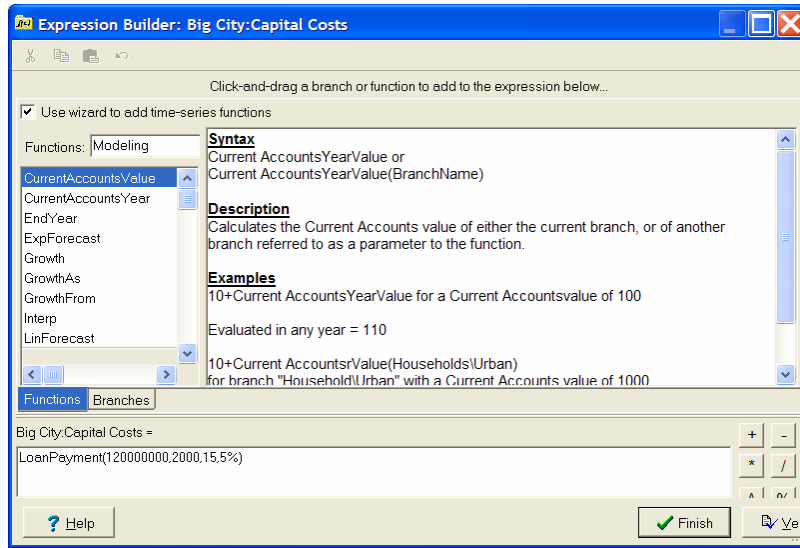 Expression Builder: Big City:Capital Costs
Click-and-drag a branch or function to add to the expression below...
Use wizard to add time-series functions
Functions: Modeling
CurrentAccountsValue
CurrentAccountsYear
EndYear
ExpForecast
Growth
GrowthAs
GrowthFrom
Interp
LinForecast
Functions Branches
Syntax
Current AccountsYearValue or
Current AccountsYearValue(BranchName)
Description
Calculates the Current Accounts value of either the current branch, or of another
branch referred to as a parameter to the function.
Examples
10+Current AccountsYearValue for a Current Accountsvalue of 100
Evaluated in any year = 110
10+Current AccountsrValue(Households\Urban)
for branch "Household\Urban" with a Current Accounts value of 1000
Big City:Capital Costs =
LoanPayment(120000000,2000,15,5%)
+ -
* /
^ %
? Help
Finish
Ve